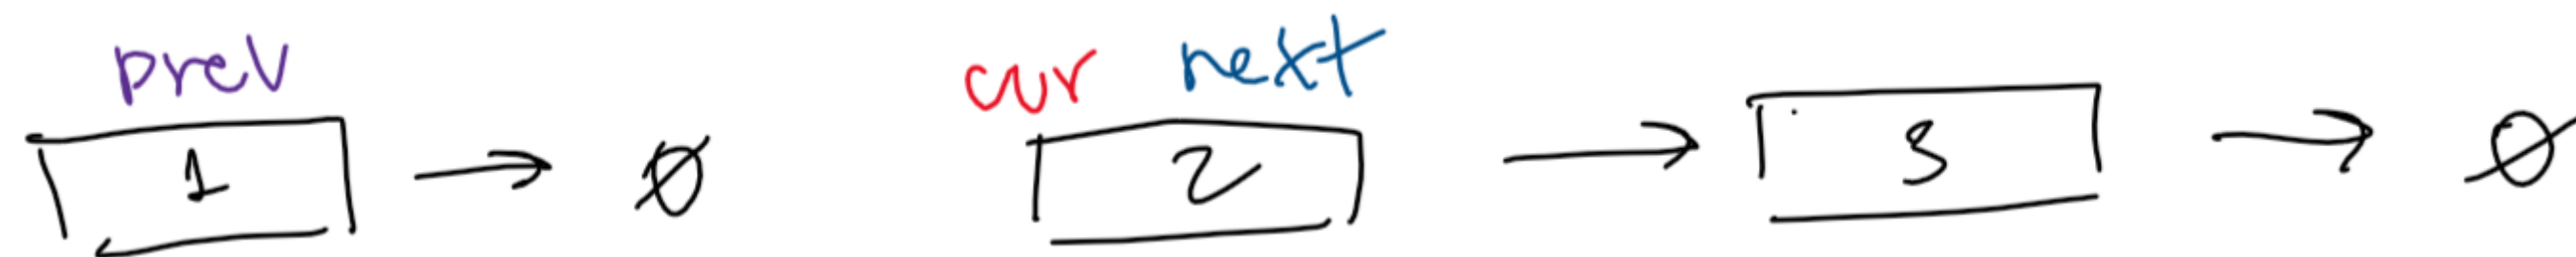 prev cur next
1 → ∅ 2 → 3 → ∅